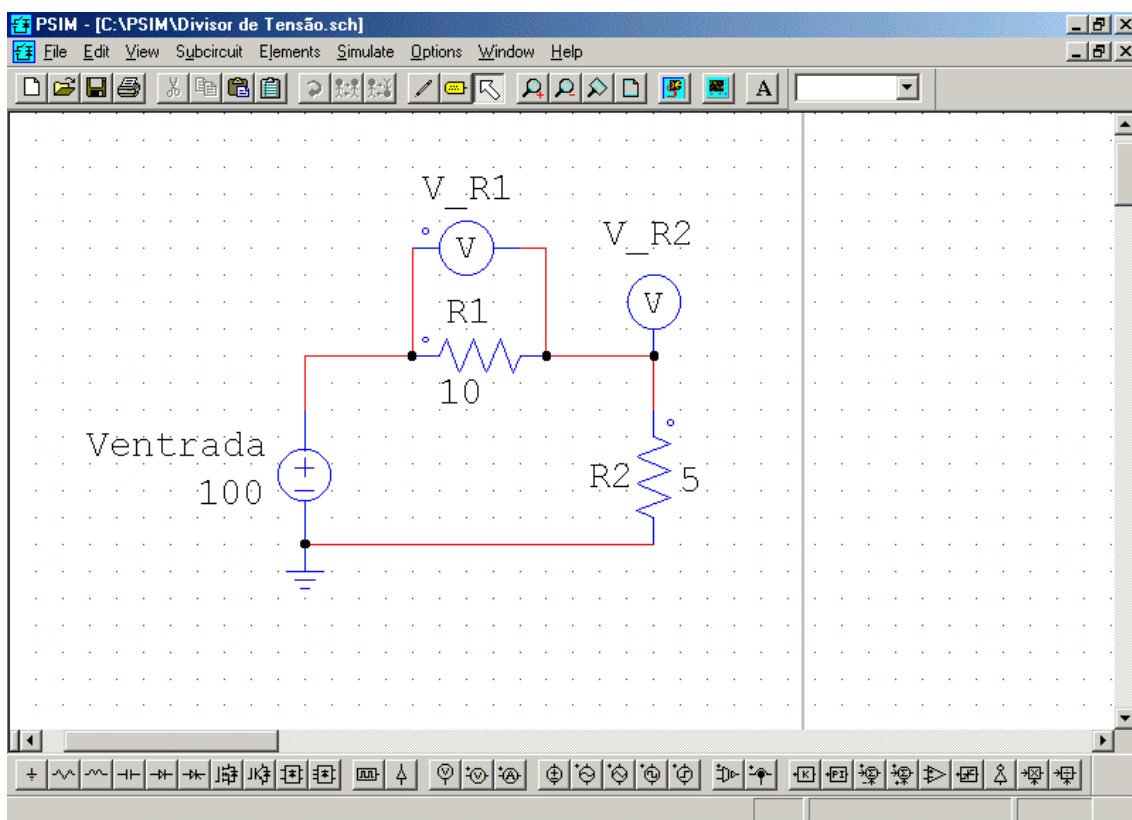 PSIM - [C:\PSIM\Divisor de Tensão.sch]
File Edit View Subcircuit Elements Simulate Options Window Help
A
V_R1
V
V_R2
V
R1
10
Ventrada
100
R2
5
V
V
A
K
PI